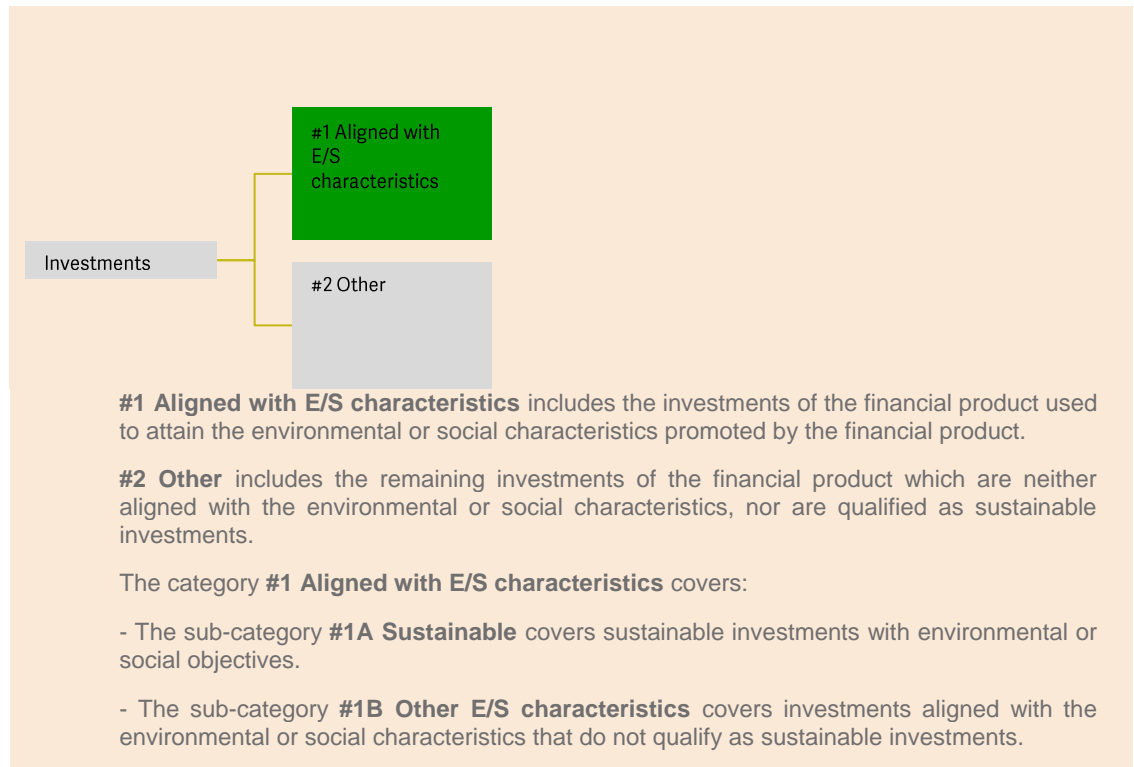 #1 Aligned with
E/S
characteristics
Investments
#2 Other
#1 Aligned with E/S characteristics includes the investments of the financial product used
to attain the environmental or social characteristics promoted by the financial product.
#2 Other includes the remaining investments of the financial product which are neither
aligned with the environmental or social characteristics, nor are qualified as sustainable
investments.
The category #1 Aligned with E/S characteristics covers:
- The sub-category #1A Sustainable covers sustainable investments with environmental or
social objectives.
- The sub-category #1B Other E/S characteristics covers investments aligned with the
environmental or social characteristics that do not qualify as sustainable investments.